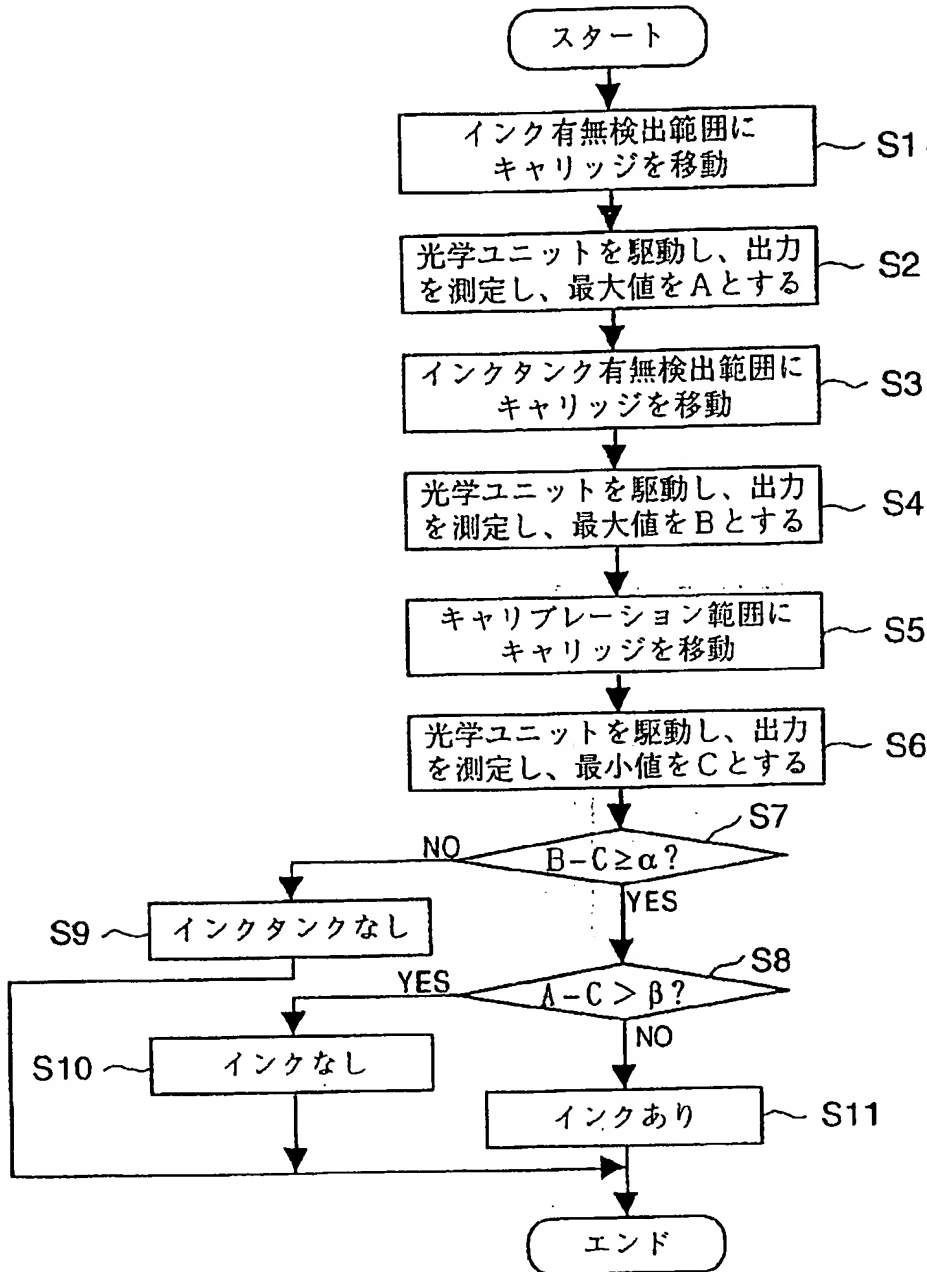 スタート
インク有無検出範囲に
キャリッジを移動
S1
光学ユニットを駆動し、出力
を測定し、最大値をAとする
S2
インクタンク有無検出範囲に
キャリッジを移動
S3
光学ユニットを駆動し、出力
を測定し、最大値をBとする
S4
キャリブレーション範囲に
キャリッジを移動
S5
光学ユニットを駆動し、出力
を測定し、最小値をCとする
S6
S7
NO
B-C≥α?
YES
S9
インクタンクなし
S8
YES
A-C>β?
NO
S10
インクなし
インクあり
S11
エンド